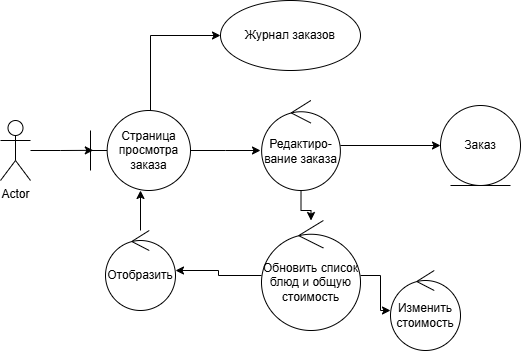 Журнал заказов
Страница
просмотра
заказа
Редактиро-
вание заказа
Заказ
Actor
Отобразить
Обновить список
блюд и общую
стоимость
Изменить
стоимость